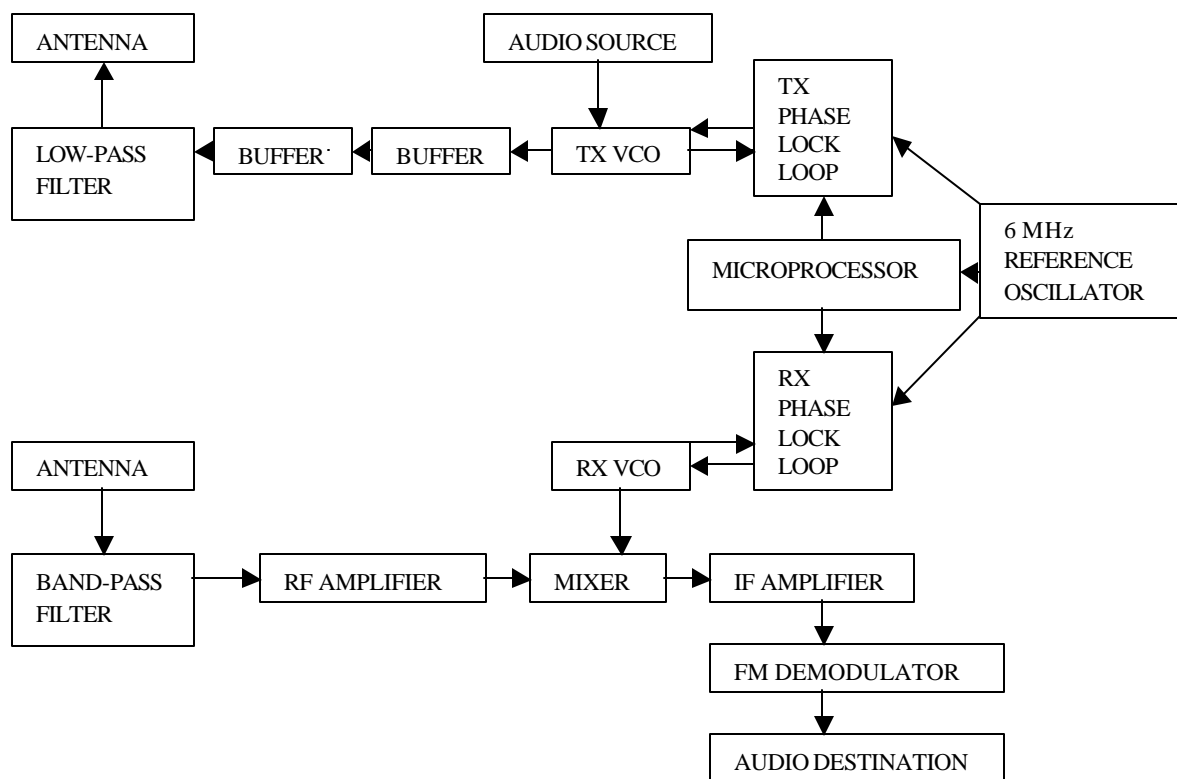 ANTENNA
AUDIO SOURCE
TX
PHASE
LOCK
LOOP
LOW-PASS
FILTER
BUFFER
BUFFER
TX VCO
6 MHz
REFERENCE
OSCILLATOR
MICROPROCESSOR
RX
PHASE
LOCK
LOOP
ANTENNA
RX VCO
BAND-PASS
FILTER
RF AMPLIFIER
MIXER
IF AMPLIFIER
FM DEMODULATOR
AUDIO DESTINATION